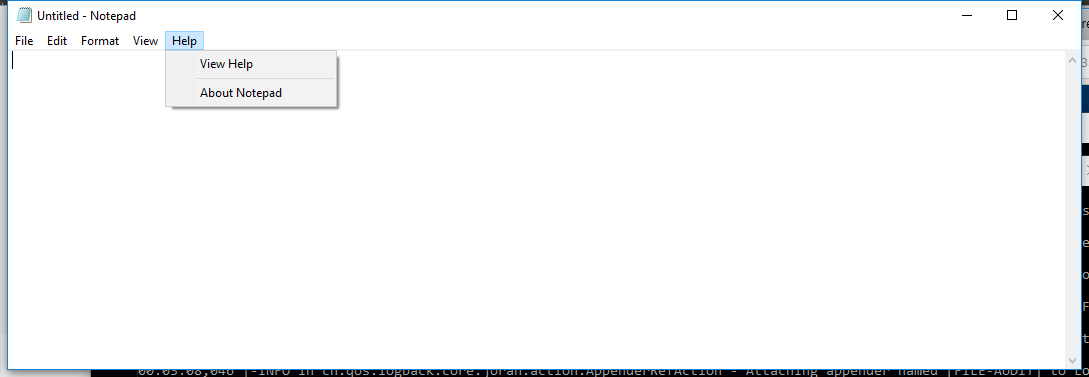 Untitled - Notepad
File Edit Format View Help
View Help
About Notepad
00:03:08,046 |-INFO in ch.qos.logback.core.joran.action.AppenderRefAction - Attaching appender named [FILE-AUDIT] to